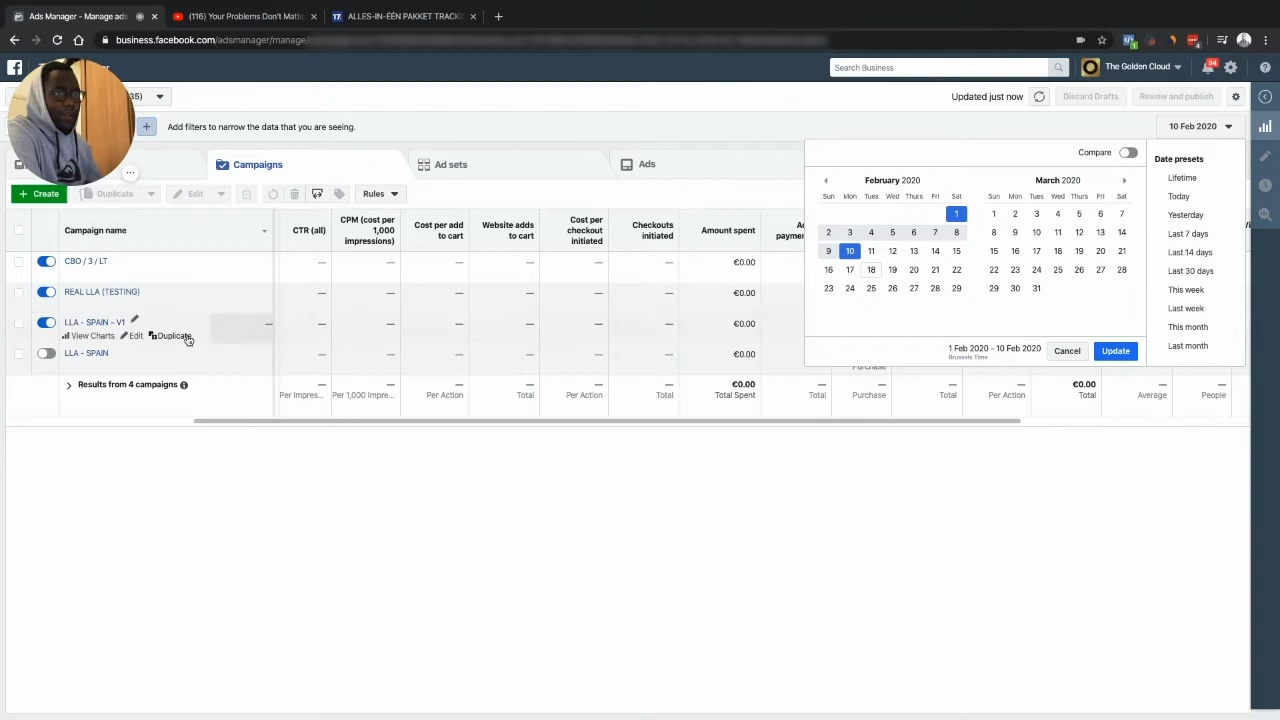 Ads Manager - Manage ads
(116) Your Problems Don't Matte
ALLES-IN-ÉÉN PAKKET TRACKI
business.facebook.com/adsmanager/manage/
1
4
Search Business
The Golden Cloud
94
35)
Updated just now
Discard Drafts
Review and publish
Add filters to narrow the data that you are seeing.
10 Feb 2020
Campaigns
Ad sets
Ads
Create
Duplicate
Edit
Rules
Campaign name
CTR (all)
CPM (cost per
1,000
impressions)
Cost per add
to cart
Website adds
to cart
Cost per
checkout
initiated
Checkouts
initiated
Amount spent
CBO / 3 / LT
€0.00
REAL LLA (TESTING)
€0.00
LLA - SPAIN – V1
€0.00
View Charts Edit Duplicate
LLA - SPAIN
€0.00
Purchase
Results from 4 campaigns
— — — — — — €0.00 — — — — €0.00 — —
Per Impres... Per 1,000 Impre... Per Action Total Per Action Total Total Spent Total Purchase Total Per Action Total Average People
Compare
February 2020
Sun Mon Tues Wed Thurs Fri Sat
1
2 3 4 5 6 7 8
9 10 11 12 13 14 15
16 17 18 19 20 21 22
23 24 25 26 27 28 29
March 2020
Sun Mon Tues Wed Thurs Fri Sat
1 2 3 4 5 6 7
8 9 10 11 12 13 14
15 16 17 18 19 20 21
22 23 24 25 26 27 28
29 30 31
1 Feb 2020 - 10 Feb 2020
Brussels Time
Cancel
Update
Date presets
Lifetime
Today
Yesterday
Last 7 days
Last 14 days
Last 30 days
This week
Last week
This month
Last month